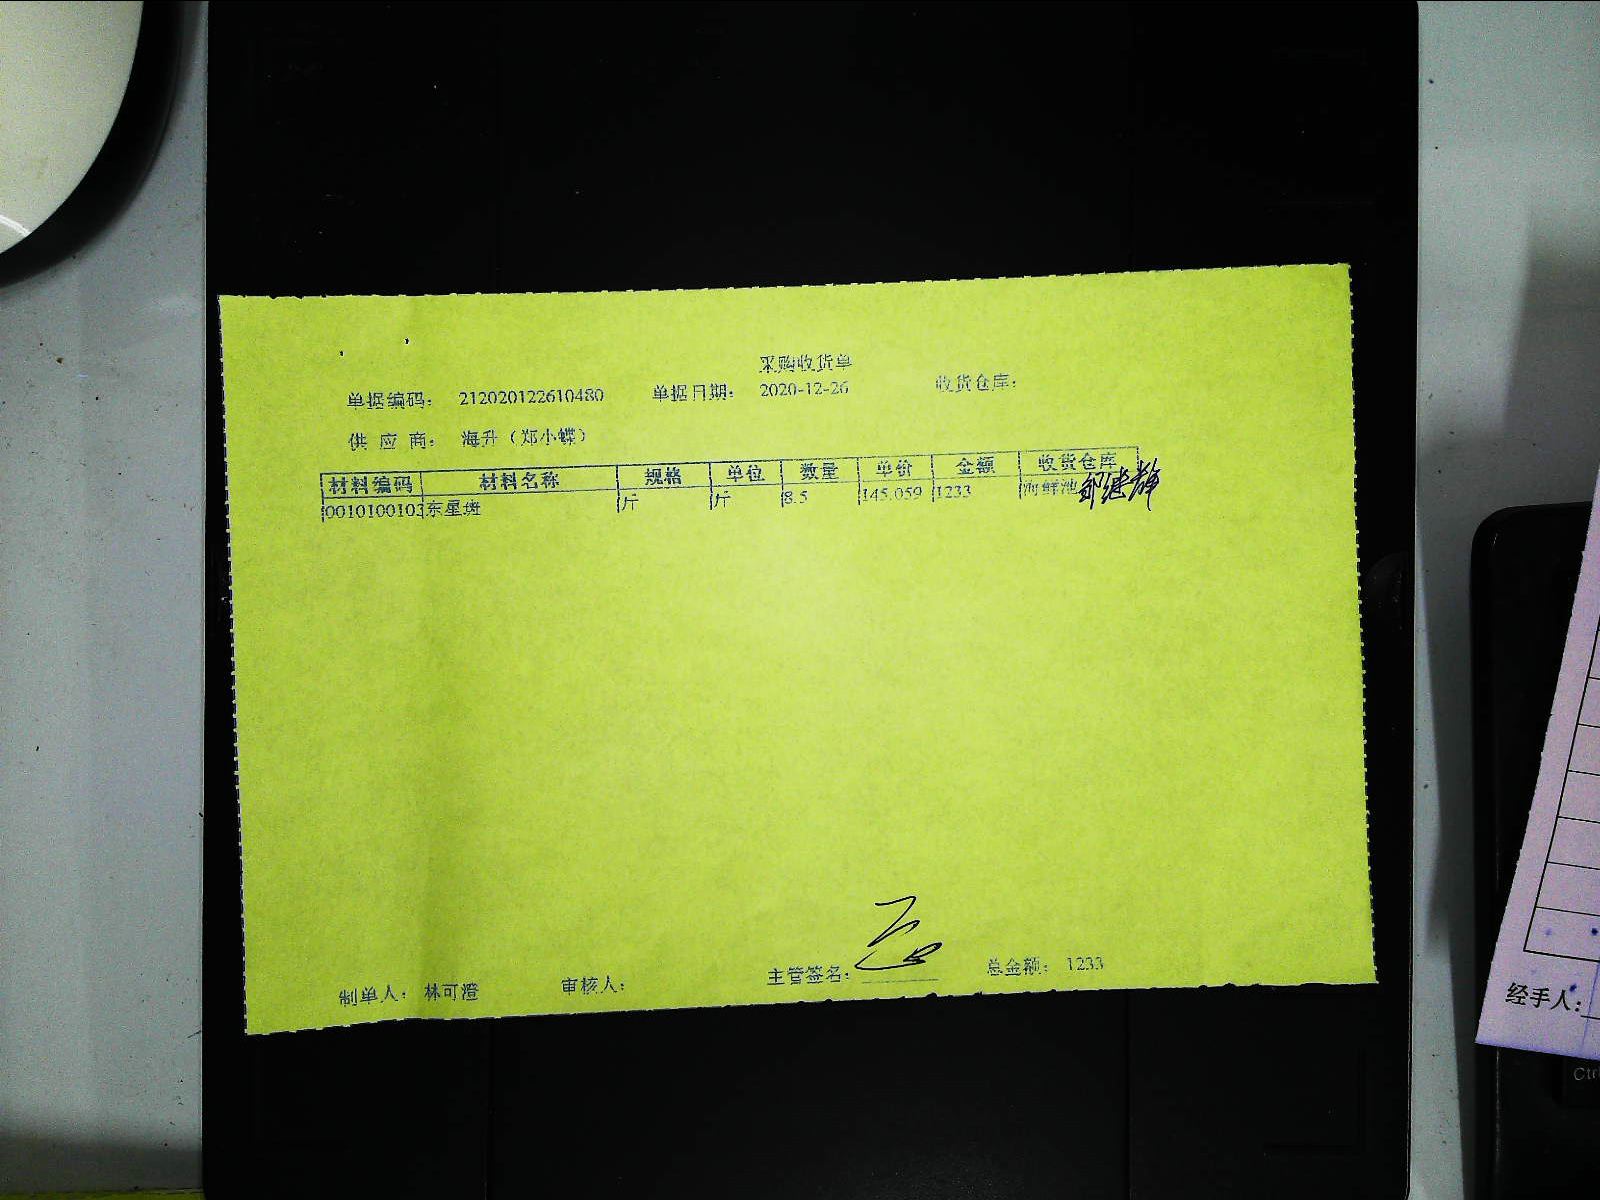 采购收货单
单据编码： 212020122610480 单据日期： 2020-12-26 收货仓库：
供应商： 海升（郑小蝶）
材料编码 材料名称 规格 单位 数量 单价 金额 收货仓库
0010100103 东星斑 斤 斤 8.5 145.059 1233 海鲜池
制单人： 林可澄 审核人： 主管签名： 总金额： 1233
经手人：
Ctrl